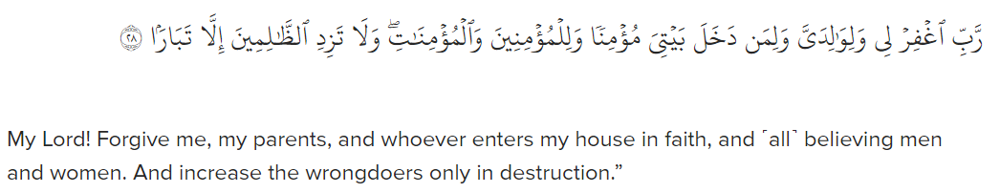 رَّبِّ ٱغۡفِرۡ لِي وَلِوَٰلِدَيَّ وَلِمَن دَخَلَ بَيۡتِيَ مُؤۡمِنٗا وَلِلۡمُؤۡمِنِينَ وَٱلۡمُؤۡمِنَٰتِۖ وَلَا تَزِدِ ٱلظَّٰلِمِينَ إِلَّا تَبَارَۢا ٢٨
My Lord! Forgive me, my parents, and whoever enters my house in faith, and ˹all˺ believing men
and women. And increase the wrongdoers only in destruction.”